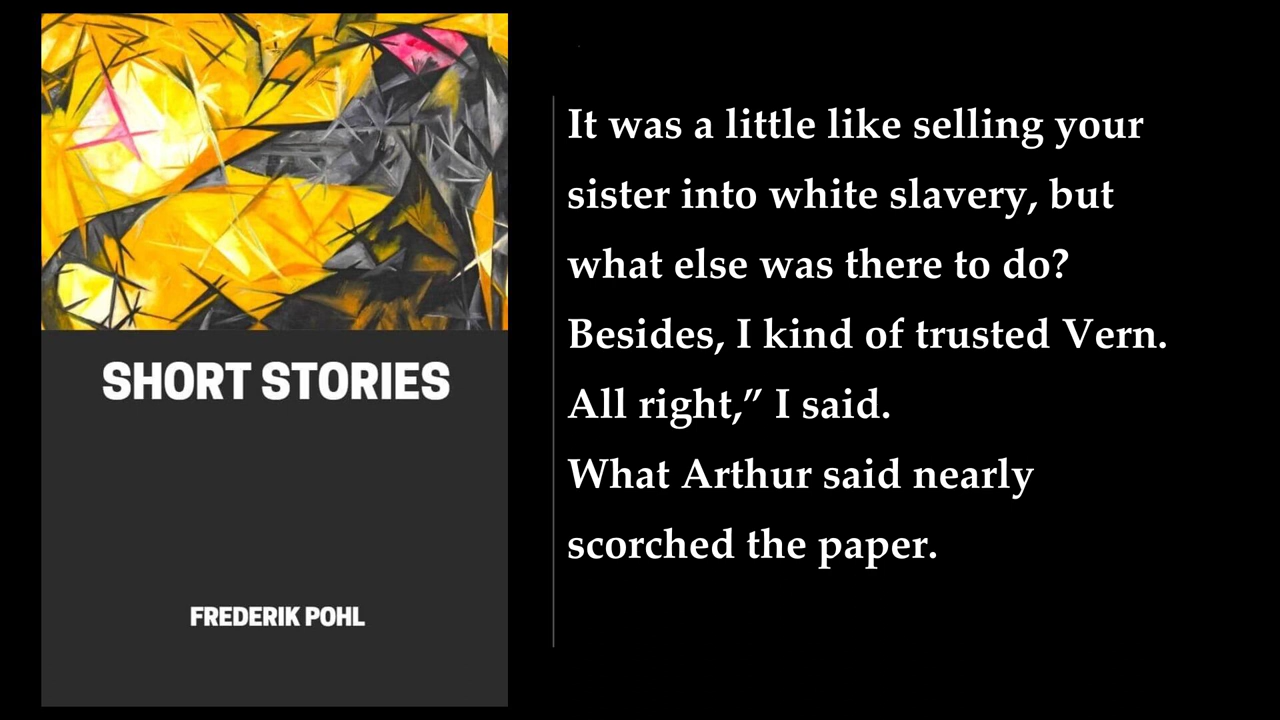 SHORT STORIES
FREDERIK POHL
It was a little like selling your
sister into white slavery, but
what else was there to do?
Besides, I kind of trusted Vern.
All right,” I said.
What Arthur said nearly
scorched the paper.